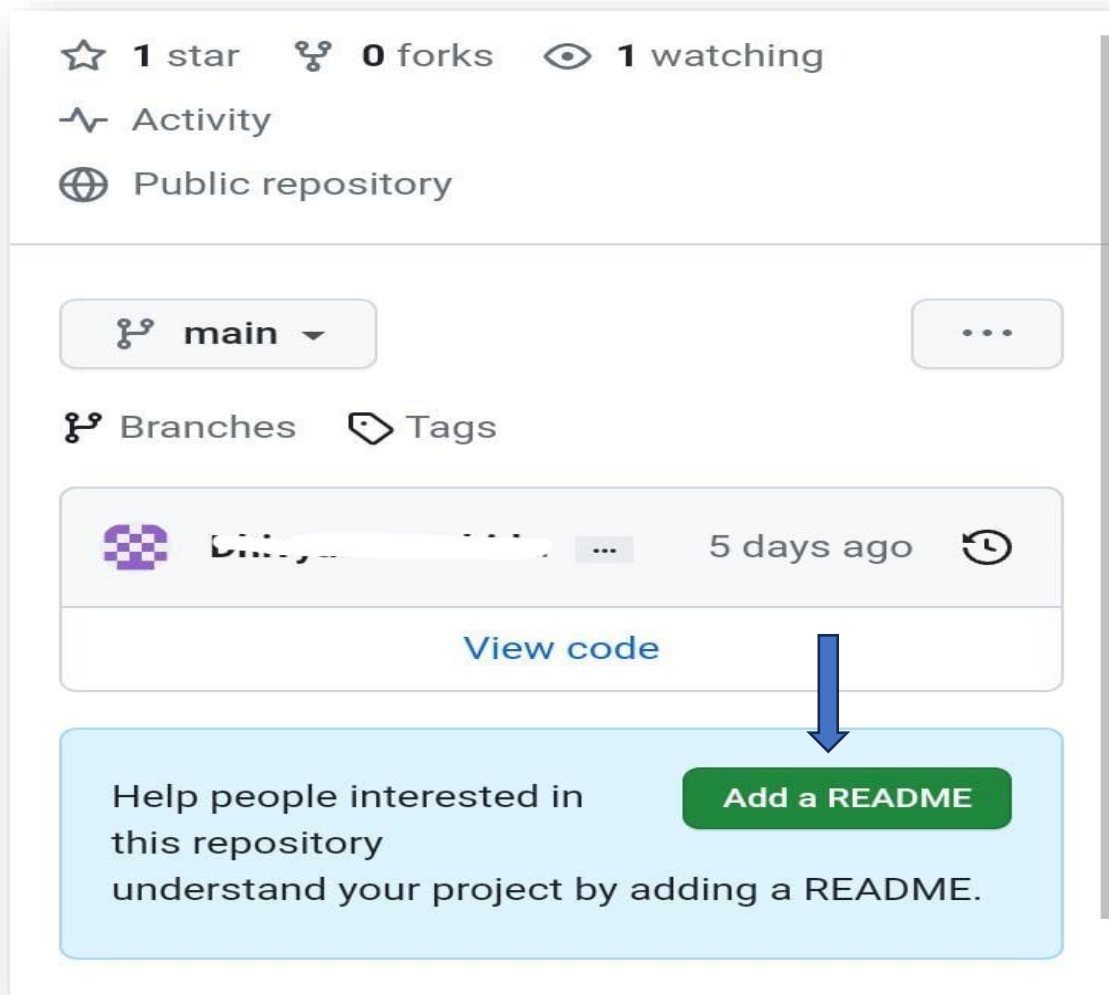 1 star 0 forks 1 watching
Activity
Public repository
main
Branches Tags
... 5 days ago
View code
Help people interested in Add a README
this repository
understand your project by adding a README.